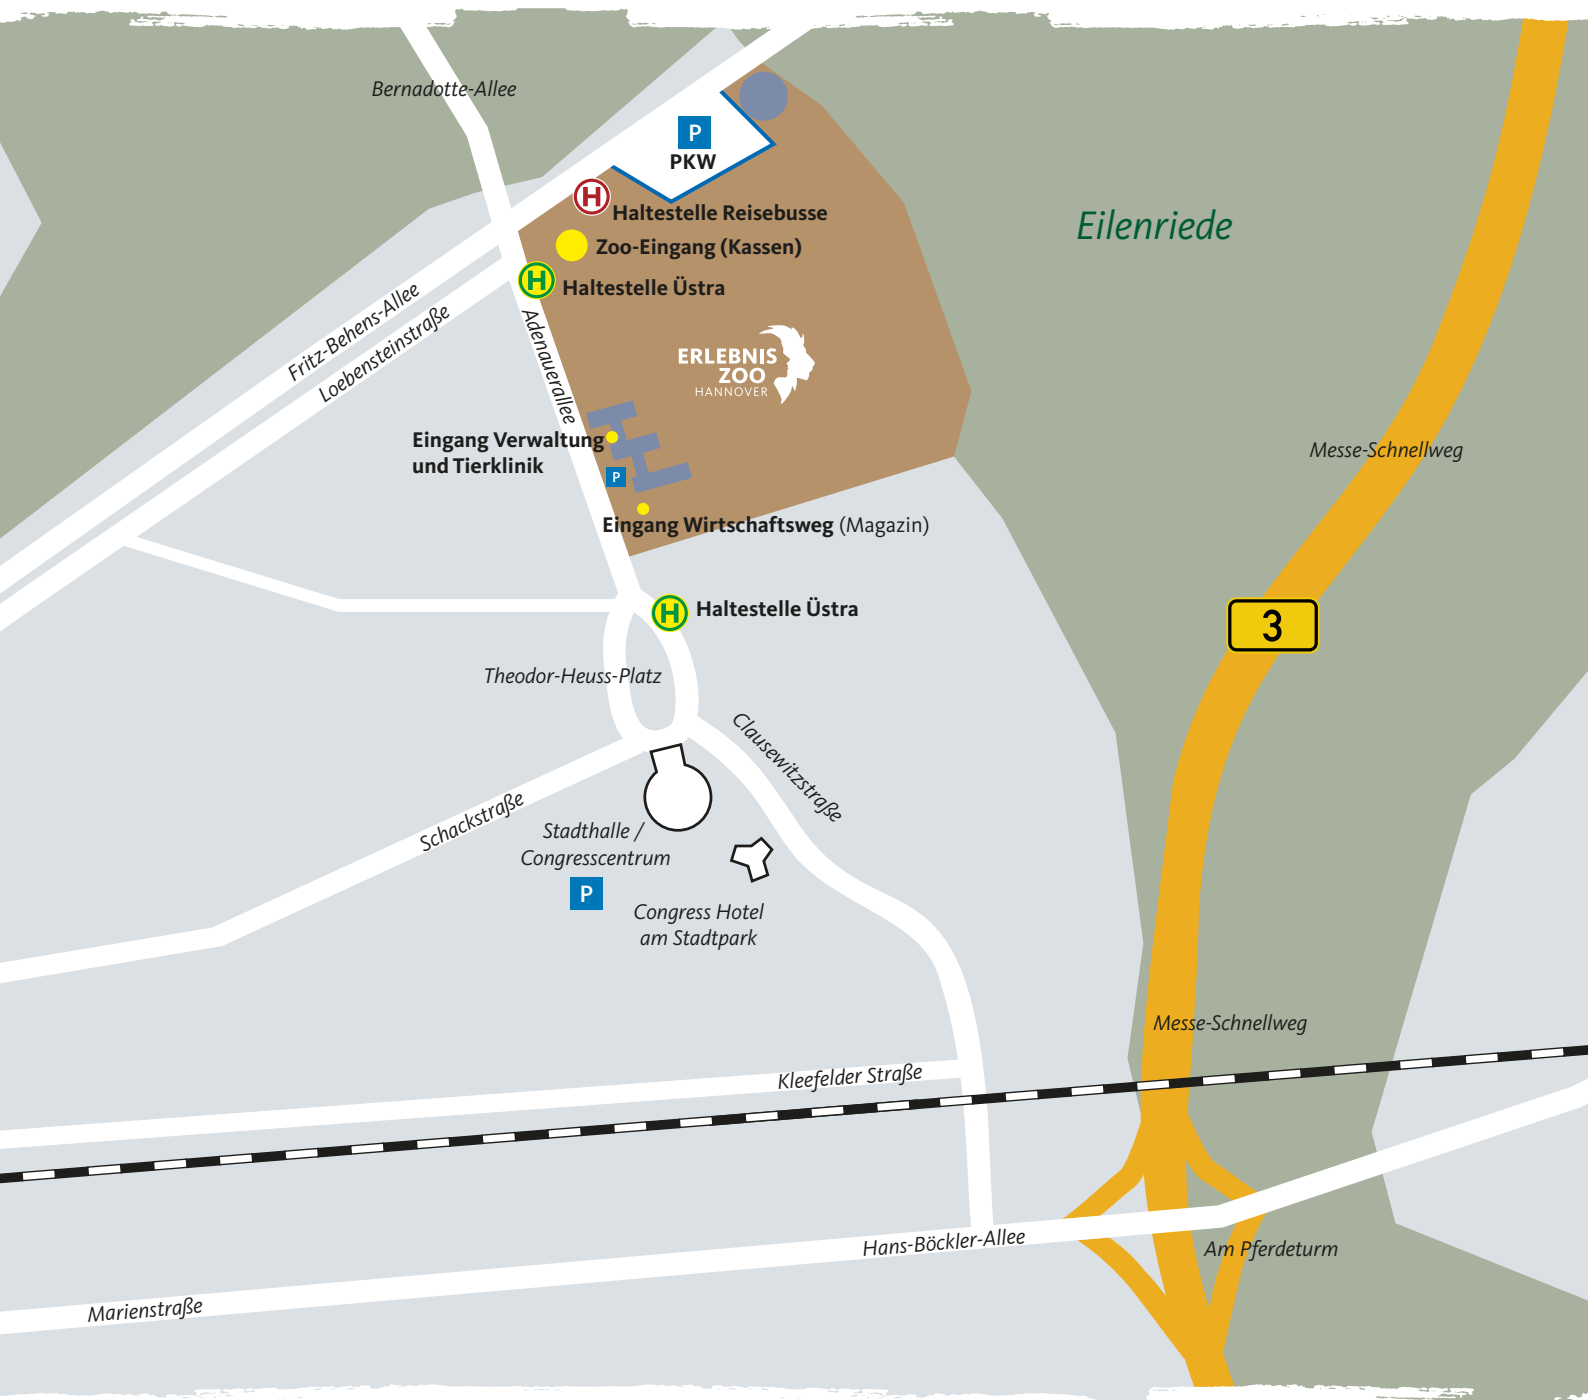 Bernadotte-Allee
P
PKW
H
Haltestelle Reisebusse
Eilenriede
Zoo-Eingang (Kassen)
H
Haltestelle Üstra
Fritz-Behens-Allee
Loebensteinstraße
Adenauerallee
ERLEBNIS
ZOO
HANNOVER
Eingang Verwaltung
und Tierklinik
P
Messe-Schnellweg
Eingang Wirtschaftsweg (Magazin)
H
Haltestelle Üstra
3
Theodor-Heuss-Platz
Clausewitzstraße
Schackstraße
Stadthalle /
Congresscentrum
P
Congress Hotel
am Stadtpark
Messe-Schnellweg
Kleefelder Straße
Hans-Böckler-Allee
Am Pferdeturm
Marienstraße